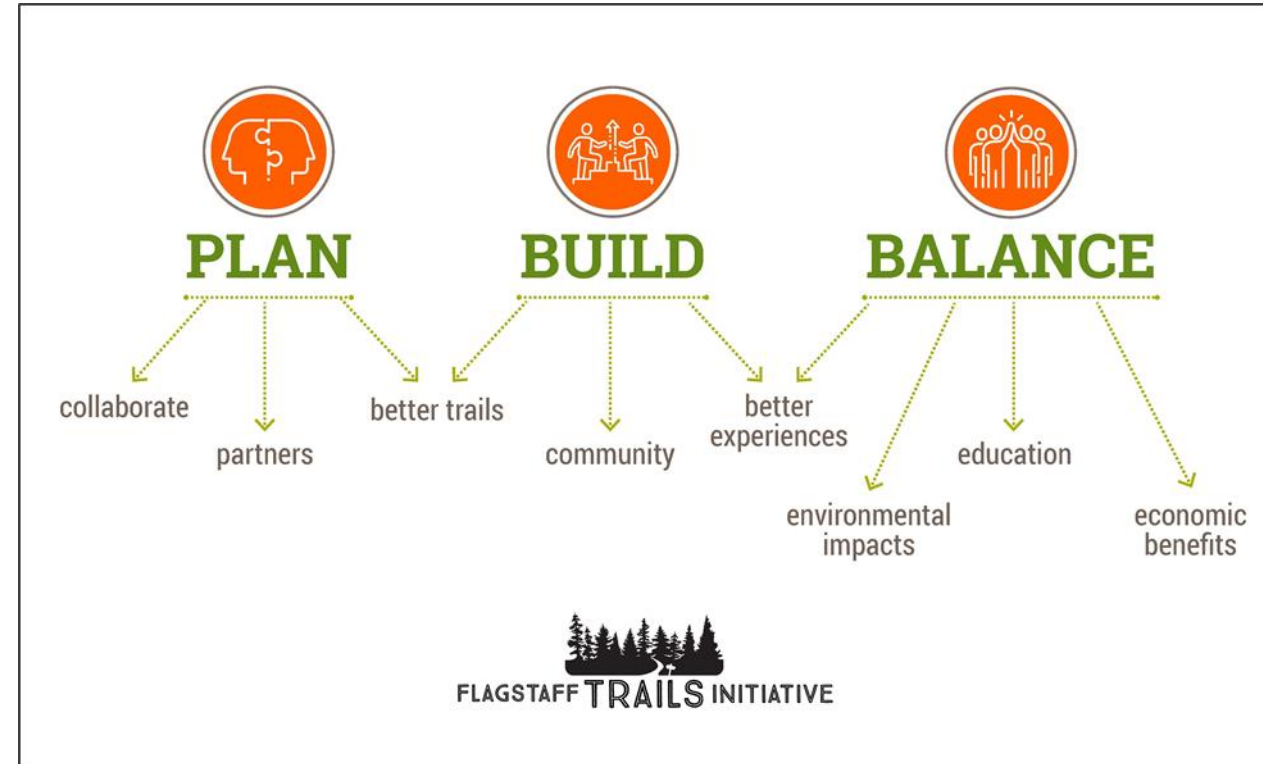 PLAN
BUILD
BALANCE
collaborate
partners
better trails
community
better
experiences
environmental
impacts
education
economic
benefits
FLAGSTAFF TRAILS INITIATIVE